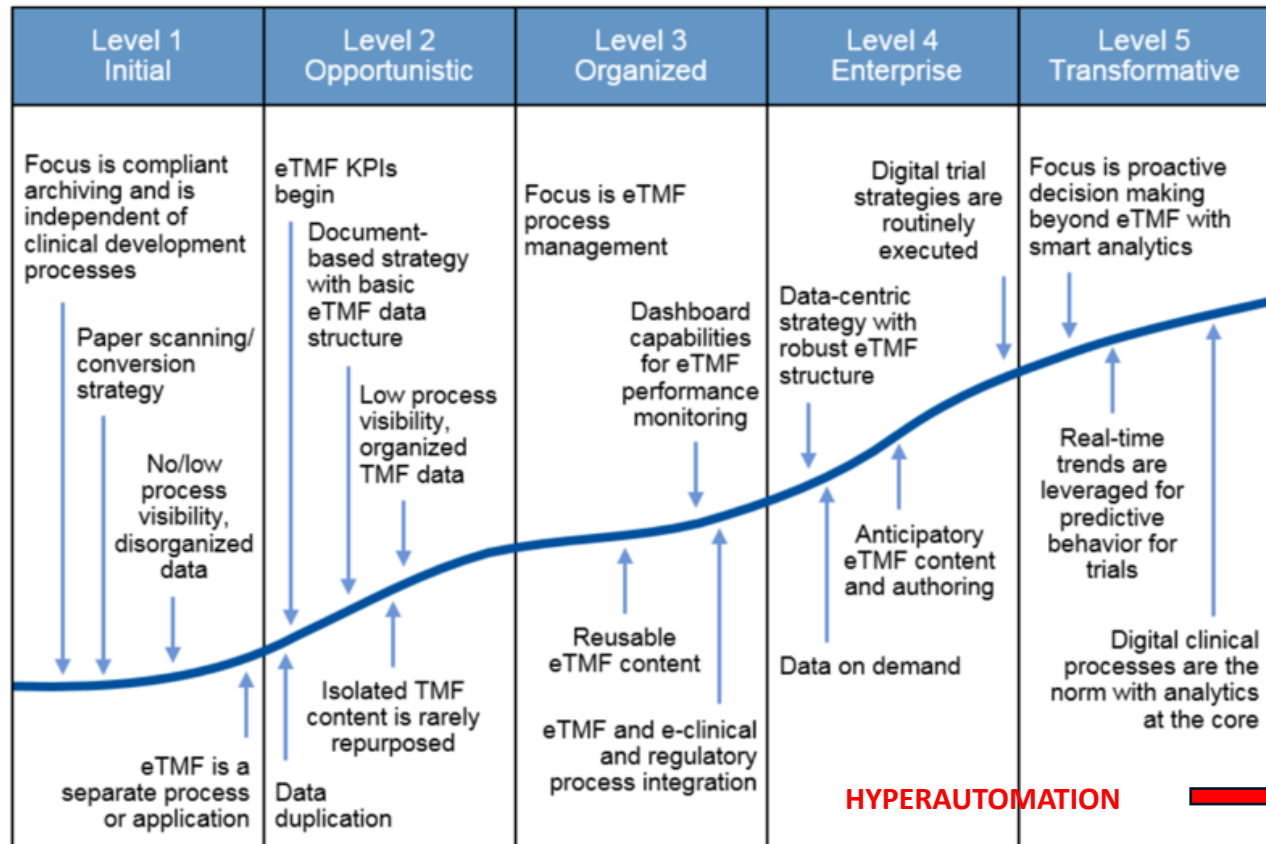 Level 1
Initial
Level 2
Opportunistic
Level 3
Organized
Level 4
Enterprise
Level 5
Transformative
Focus is compliant
archiving and is
independent of
clinical development
processes
Paper scanning/
conversion
strategy
No/low
process
visibility,
disorganized
data
eTMF is a
separate process
or application
eTMF KPIs
begin
Document-
based strategy
with basic
eTMF data
structure
Low process
visibility,
organized
TMF data
Isolated TMF
content is rarely
repurposed
Data
duplication
Focus is eTMF
process
management
Dashboard
capabilities
for eTMF
performance
monitoring
Reusable
eTMF content
eTMF and e-clinical
and regulatory
process integration
Digital trial
strategies are
routinely
executed
Data-centric
strategy with
robust eTMF
structure
Anticipatory
eTMF content
and authoring
Data on demand
Focus is proactive
decision making
beyond eTMF with
smart analytics
Real-time
trends are
leveraged for
predictive
behavior for
trials
Digital clinical
processes are the
norm with analytics
at the core
HYPERAUTOMATION